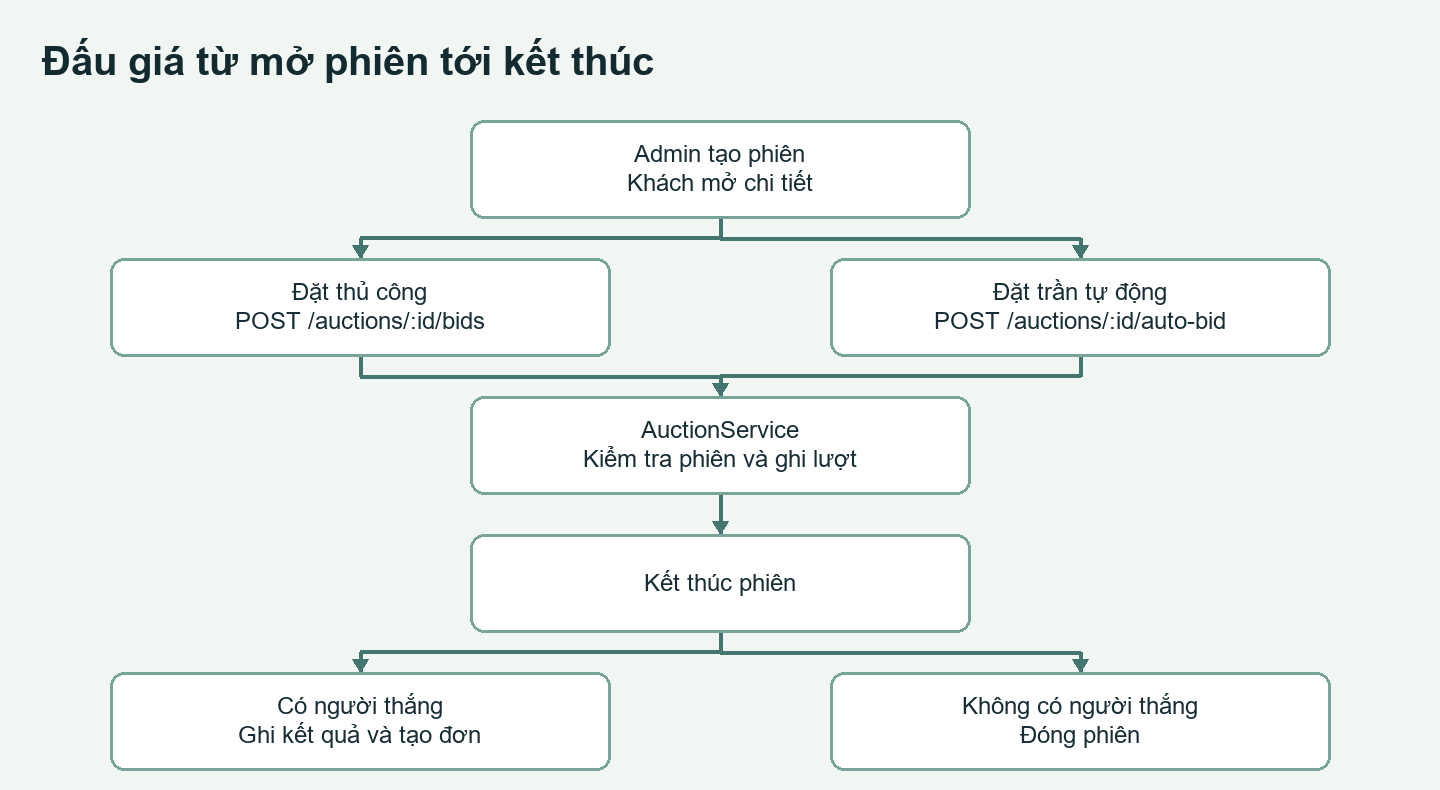 Đấu giá từ mở phiên tới kết thúc
Admin tạo phiên
Khách mở chi tiết
Đặt thủ công
POST /auctions/:id/bids
Đặt trần tự động
POST /auctions/:id/auto-bid
AuctionService
Kiểm tra phiên và ghi lượt
Kết thúc phiên
Có người thắng
Ghi kết quả và tạo đơn
Không có người thắng
Đóng phiên